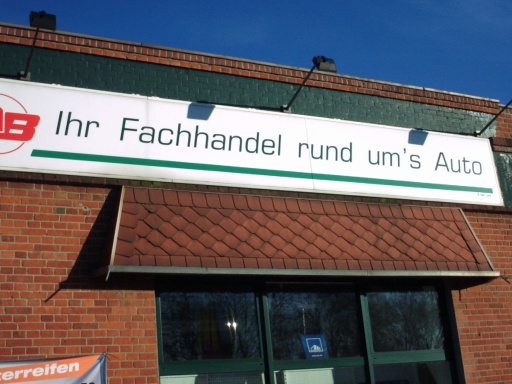 Ihr Fachhandel rund um's Auto
terreifen